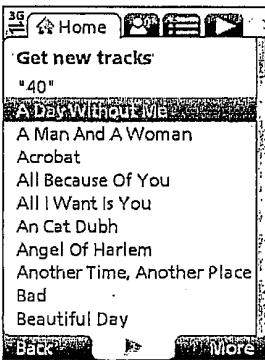 3G
Home
Get new tracks
"40"
A Day Without Me
A Man And A Woman
Acrobat
All Because Of You
All I Want Is You
An Cat Dubh
Angel Of Harlem
Another Time, Another Place
Bad
Beautiful Day
Back More